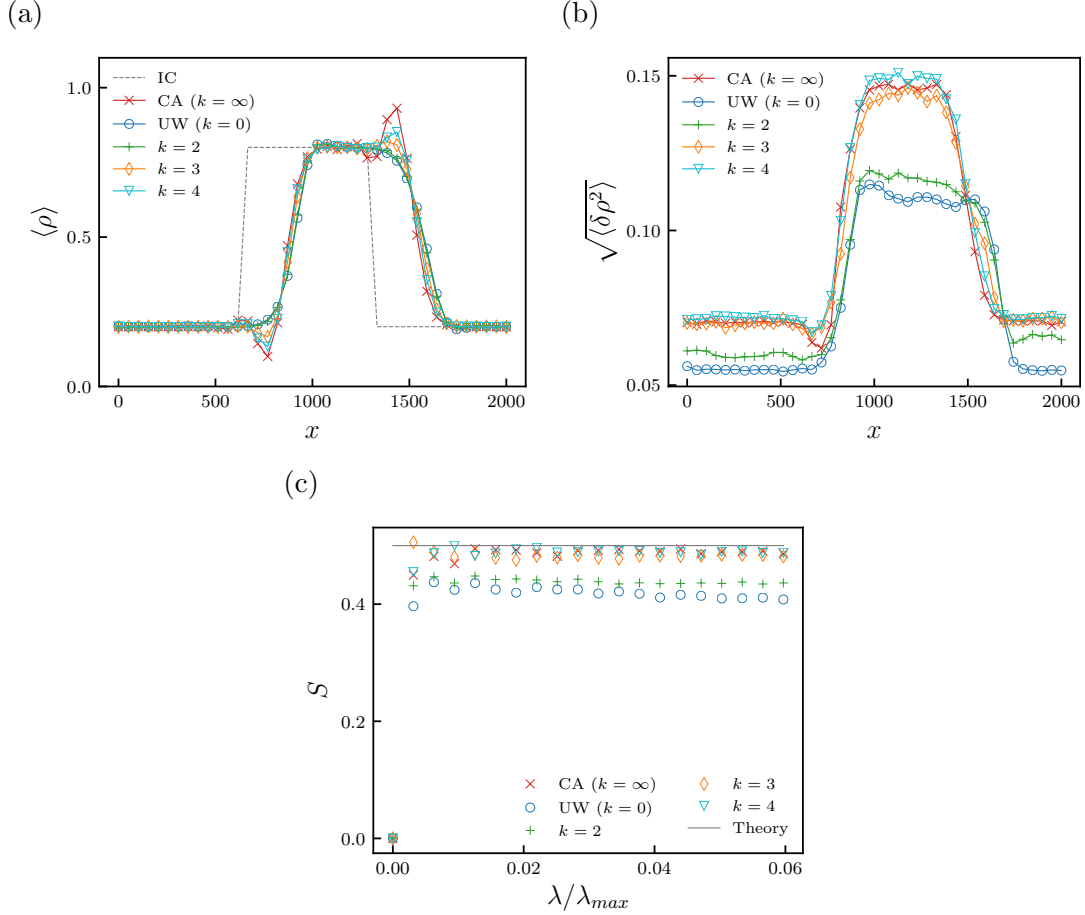 (a)
1.0
0.5
0.0
⟨ρ⟩
IC
CA (k = ∞)
UW (k = 0)
k = 2
k = 3
k = 4
0 500 1000 1500 2000
x
(b)
0.15
0.10
0.05
√⟨δρ²⟩
CA (k = ∞)
UW (k = 0)
k = 2
k = 3
k = 4
0 500 1000 1500 2000
x
(c)
0.4
0.2
0.0
S
CA (k = ∞)
UW (k = 0)
k = 2
k = 3
k = 4
Theory
0.00 0.02 0.04 0.06
λ/λmax